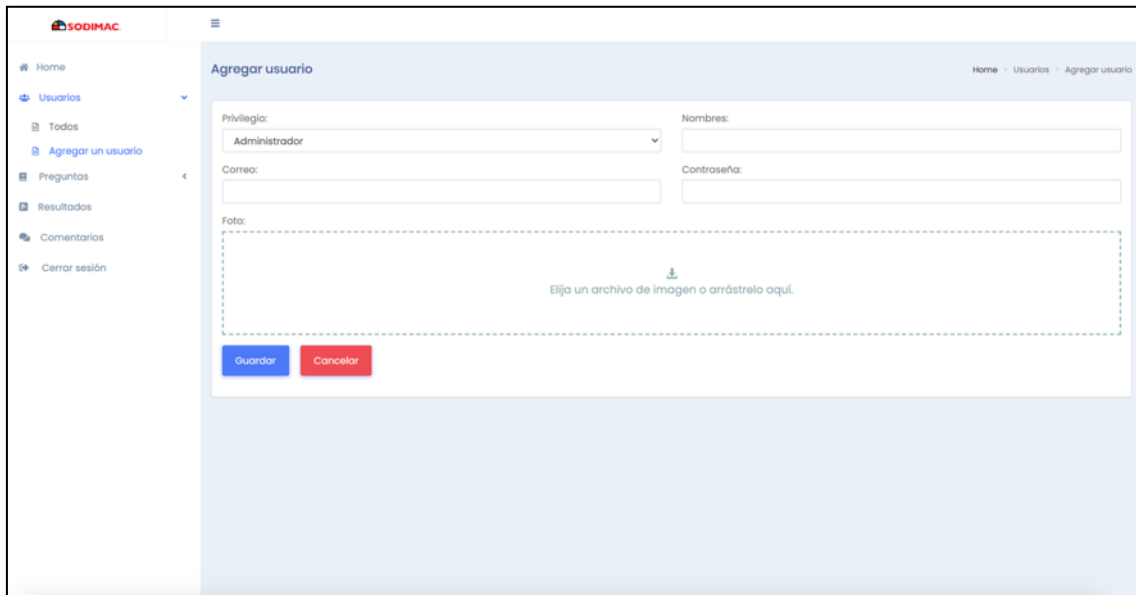 SODIMAC
Home
Usuarios
Todos
Agregar un usuario
Preguntas
Resultados
Comentarios
Cerrar sesión
Agregar usuario
Home > Usuarios > Agregar usuario
Privilegio:
Administrador
Nombres:
Correo:
Contraseña:
Foto:
Elija un archivo de imagen o arrástrelo aquí.
Guardar
Cancelar